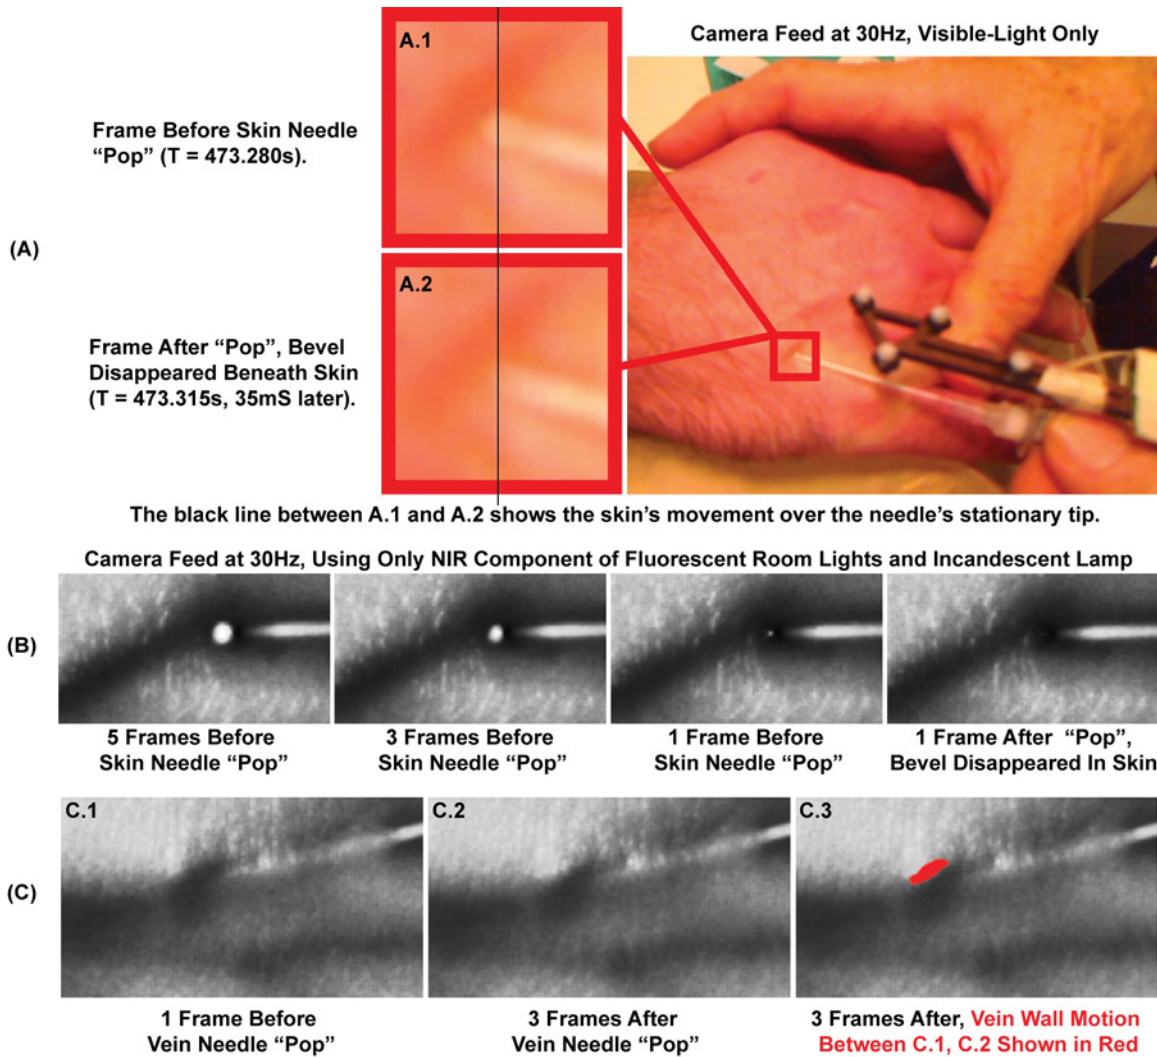 A.1
Camera Feed at 30Hz, Visible-Light Only
Frame Before Skin Needle
“Pop” (T = 473.280s).
(A)
A.2
Frame After “Pop”, Bevel
Disappeared Beneath Skin
(T = 473.315s, 35mS later).
The black line between A.1 and A.2 shows the skin’s movement over the needle’s stationary tip.
Camera Feed at 30Hz, Using Only NIR Component of Fluorescent Room Lights and Incandescent Lamp
(B)
5 Frames Before
Skin Needle “Pop”
3 Frames Before
Skin Needle “Pop”
1 Frame Before
Skin Needle “Pop”
1 Frame After “Pop”,
Bevel Disappeared In Skin
(C)
C.1
C.2
C.3
1 Frame Before
Vein Needle “Pop”
3 Frames After
Vein Needle “Pop”
3 Frames After, Vein Wall Motion
Between C.1, C.2 Shown in Red